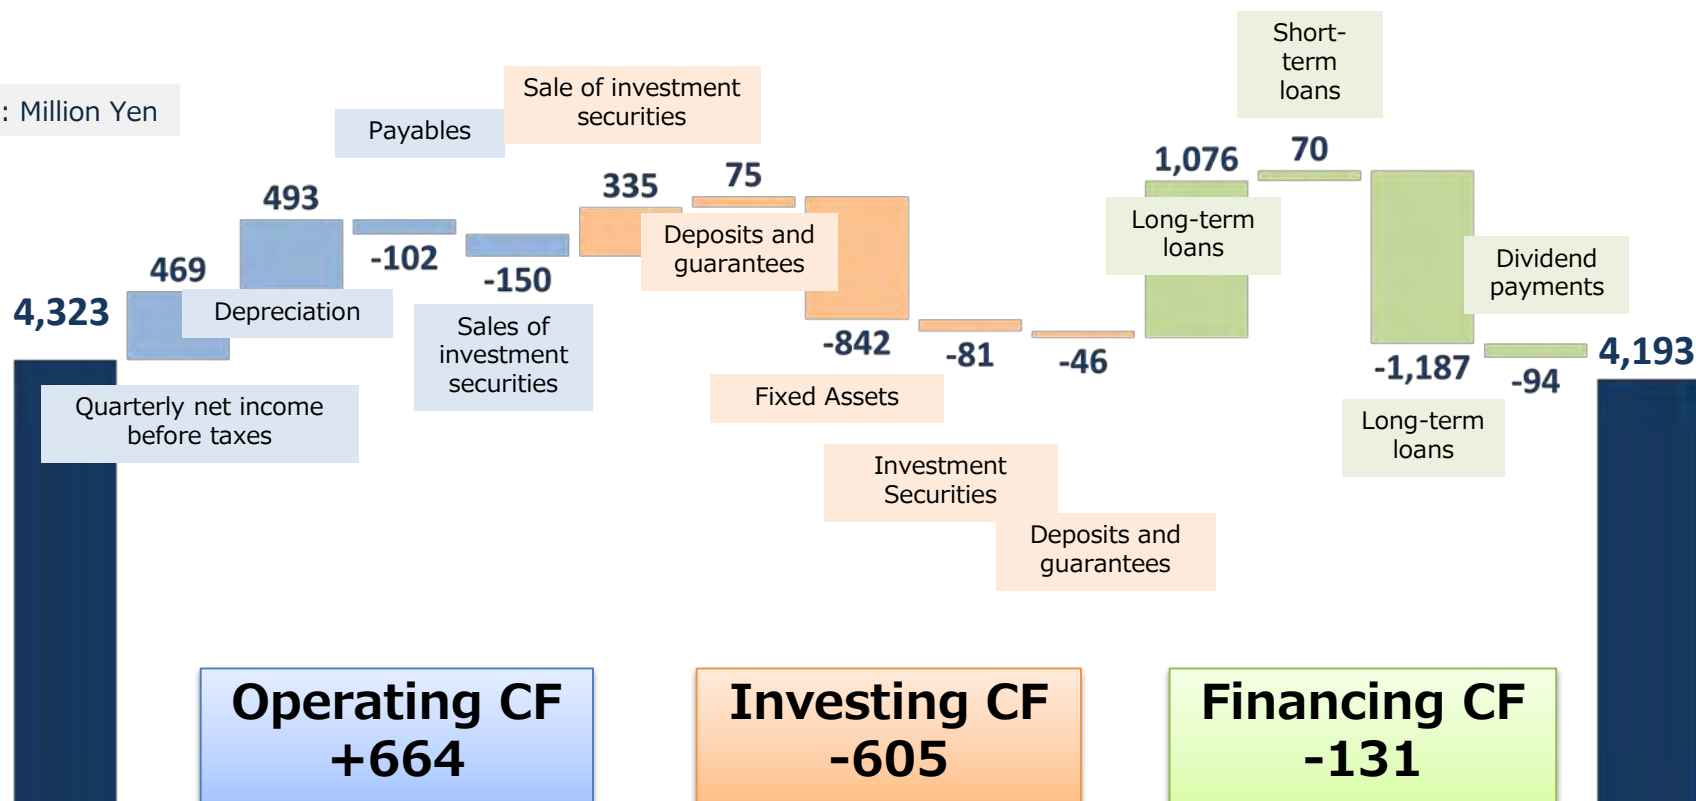 : Million Yen
4,323
469
Quarterly net income
before taxes
493
Depreciation
Payables
-102
-150
Sales of
investment
securities
Sale of investment
securities
335
75
Deposits and
guarantees
-842
Fixed Assets
-81
Investment
Securities
-46
Deposits and
guarantees
1,076
Long-term
loans
Short-
term
loans
70
-1,187
Long-term
loans
Dividend
payments
-94
4,193
Operating CF
+664
Investing CF
-605
Financing CF
-131